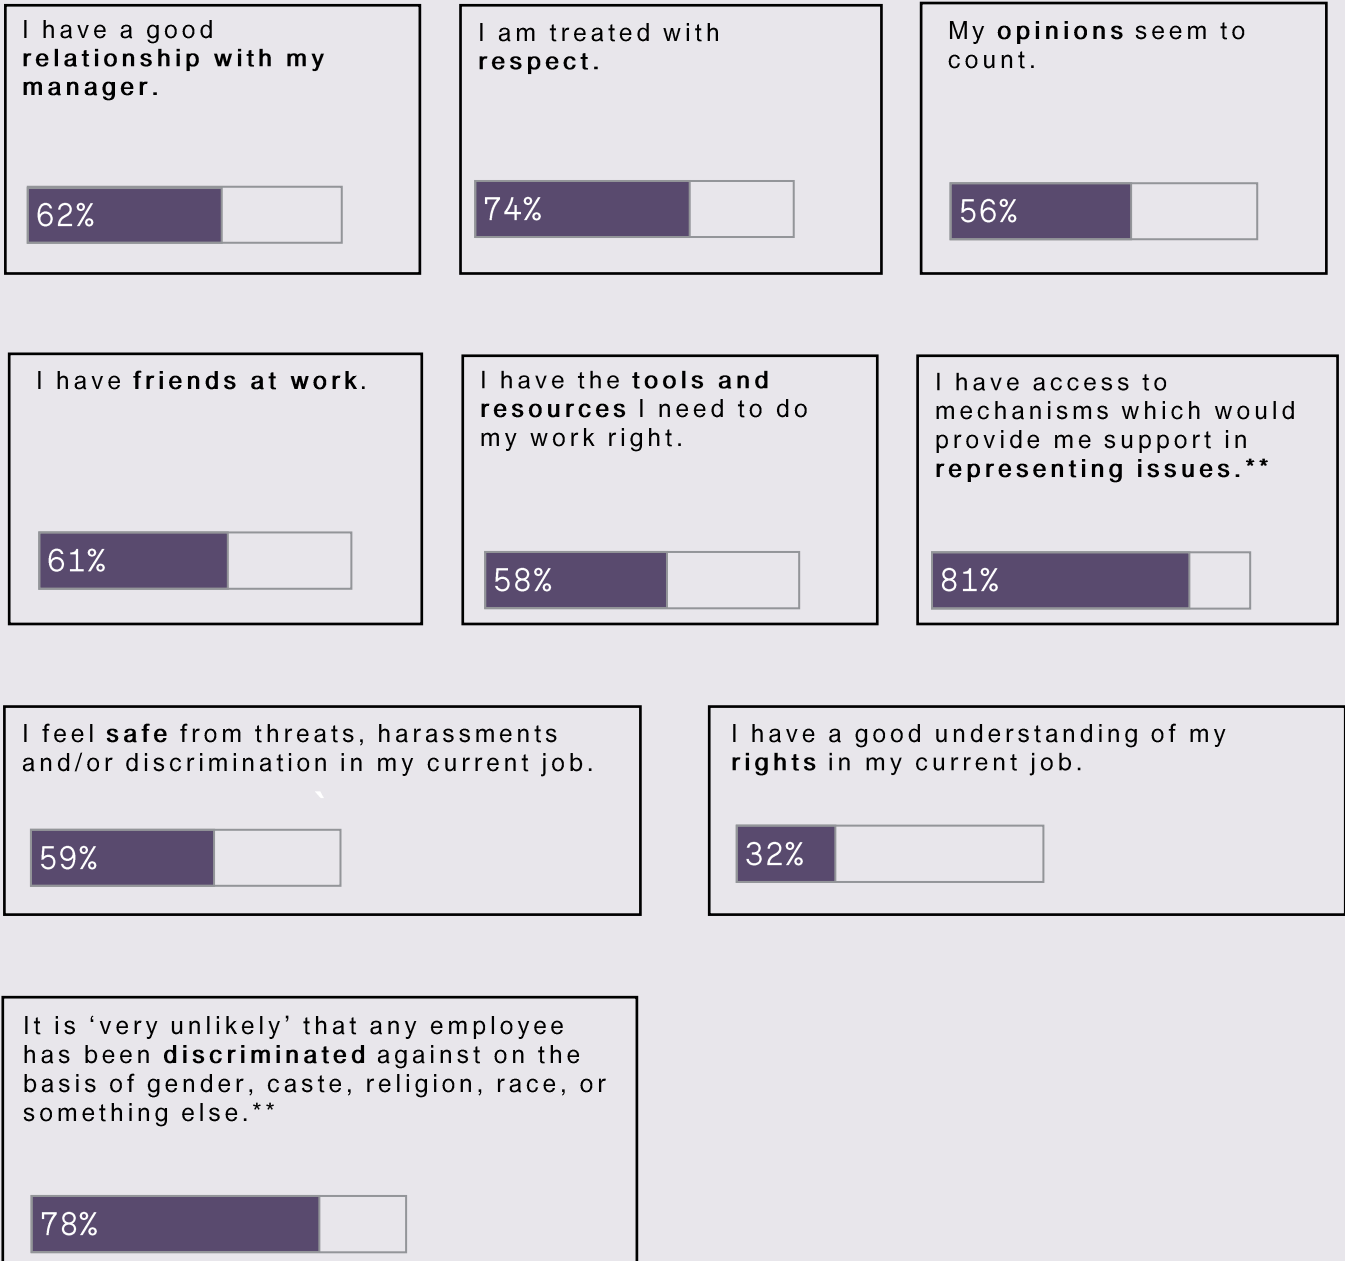 I have a good
relationship with my
manager.
62%
I am treated with
respect.
74%
My opinions seem to
count.
56%
I have friends at work.
61%
I have the tools and
resources I need to do
my work right.
58%
I have access to
mechanisms which would
provide me support in
representing issues.**
81%
I feel safe from threats, harassments
and/or discrimination in my current job.
`
59%
I have a good understanding of my
rights in my current job.
32%
It is ‘very unlikely’ that any employee
has been discriminated against on the
basis of gender, caste, religion, race, or
something else.**
78%